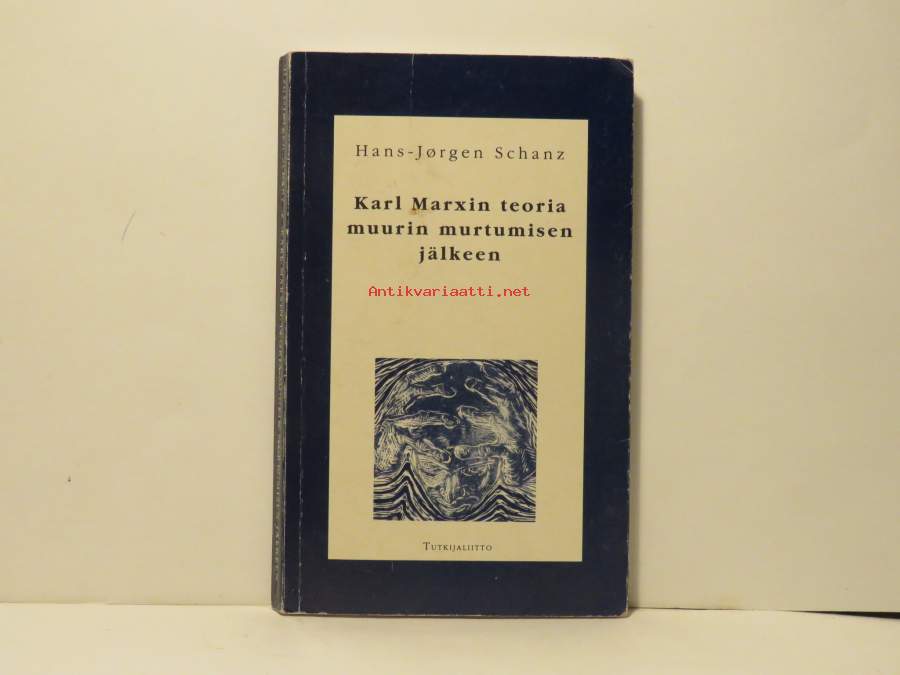 Hans-Jørgen Schanz
Karl Marxin teoria
muurin murtumisen
jälkeen
Antikvariaatti.net
TUTKIJALIITTO